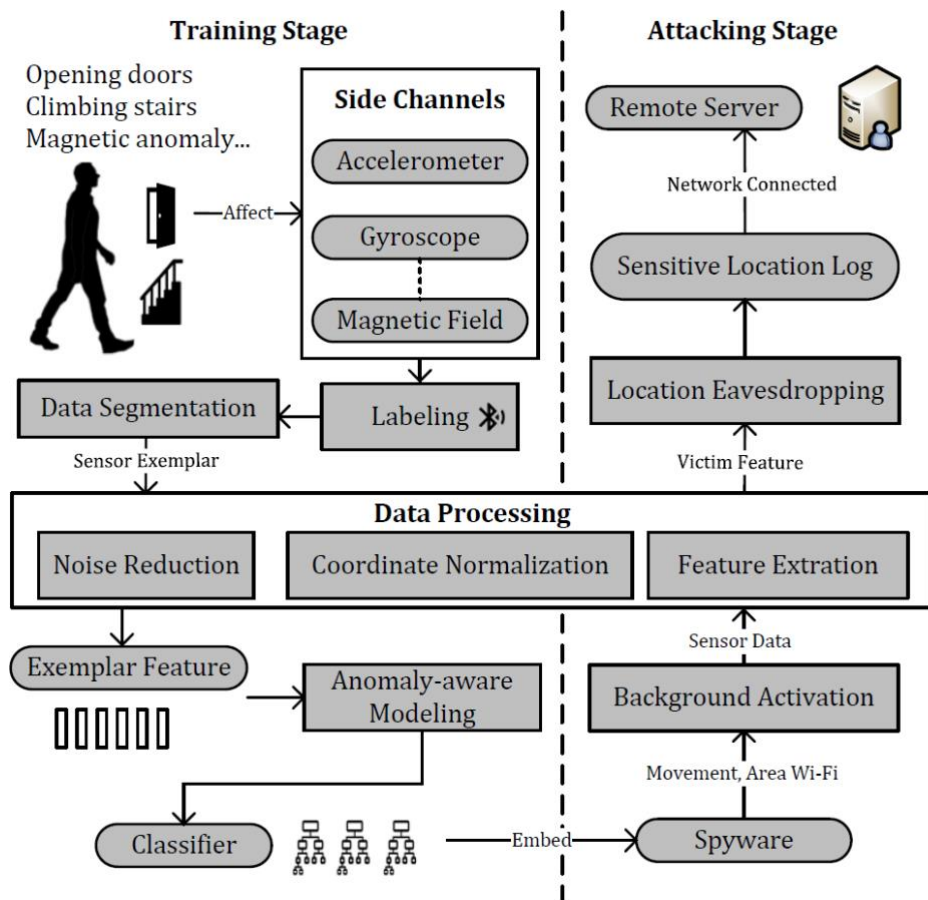 Training Stage
Opening doors
Climbing stairs
Magnetic anomaly...
Affect
Side Channels
Accelerometer
Gyroscope
Magnetic Field
Labeling
Data Segmentation
Sensor Exemplar
Data Processing
Noise Reduction
Coordinate Normalization
Feature Extration
Exemplar Feature
Anomaly-aware
Modeling
Classifier
Embed
Attacking Stage
Remote Server
Network Connected
Sensitive Location Log
Location Eavesdropping
Victim Feature
Sensor Data
Background Activation
Movement, Area Wi-Fi
Spyware